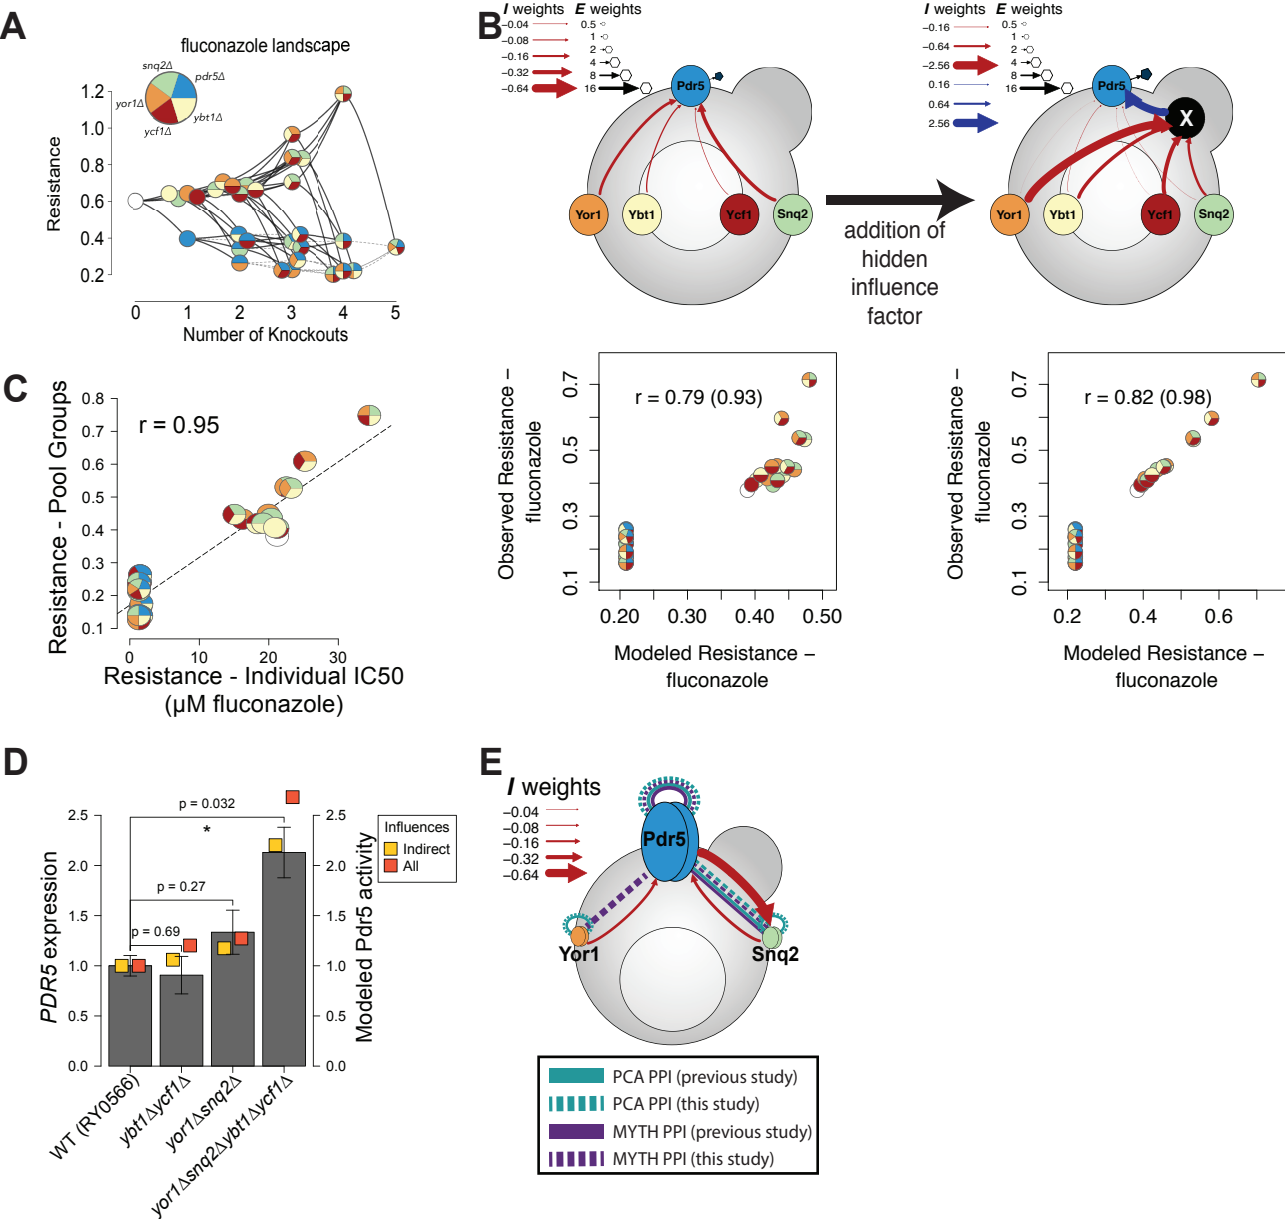 A
fluconazole landscape
snq2Δ
pdr5Δ
yor1Δ
ycf1Δ
ybt1Δ
Resistance
1.2
1.0
0.8
0.6
0.4
0.2
0 1 2 3 4 5
Number of Knockouts
B
I weights E weights
−0.04 0.5
−0.08 1
−0.16 2
−0.32 4
−0.64 8
16
Pdr5
Yor1 Ybt1 Ycf1 Snq2
addition of
hidden
influence
factor
I weights E weights
−0.16 0.5
−0.64 1
−2.56 2
0.16 4
0.64 8
2.56 16
Pdr5
X
Yor1 Ybt1 Ycf1 Snq2
Observed Resistance −
fluconazole
0.7
0.5
0.3
0.1
r = 0.79 (0.93)
0.20 0.30 0.40 0.50
Modeled Resistance −
fluconazole
Observed Resistance −
fluconazole
0.7
0.5
0.3
0.1
r = 0.82 (0.98)
0.2 0.4 0.6
Modeled Resistance −
fluconazole
C
Resistance - Pool Groups
0.8
0.7
0.6
0.5
0.4
0.3
0.2
0.1
r = 0.95
0 10 20 30
Resistance - Individual IC50
(µM fluconazole)
D
PDR5 expression
2.5
2.0
1.5
1.0
0.5
0.0
p = 0.032
*
p = 0.27
p = 0.69
2.5
2.0
1.5
1.0
0.5
0.0
Modeled Pdr5 activity
Influences
Indirect
All
WT (RY0566)
ybt1Δycf1Δ
yor1Δsnq2Δ
yor1Δsnq2Δybt1Δycf1Δ
E
I weights
−0.04
−0.08
−0.16
−0.32
−0.64
Pdr5
Yor1
Snq2
PCA PPI (previous study)
PCA PPI (this study)
MYTH PPI (previous study)
MYTH PPI (this study)